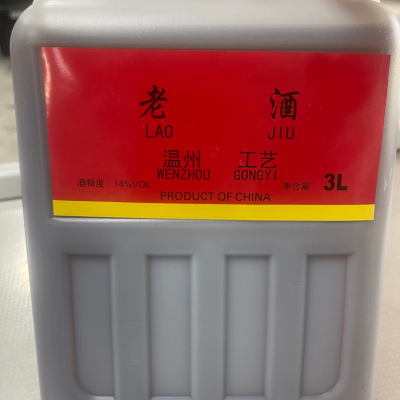 老 酒
LAO JIU
温州 工艺
WENZHOU GONGYI
酒精度: 14%VOL 净含量: 3L
PRODUCT OF CHINA